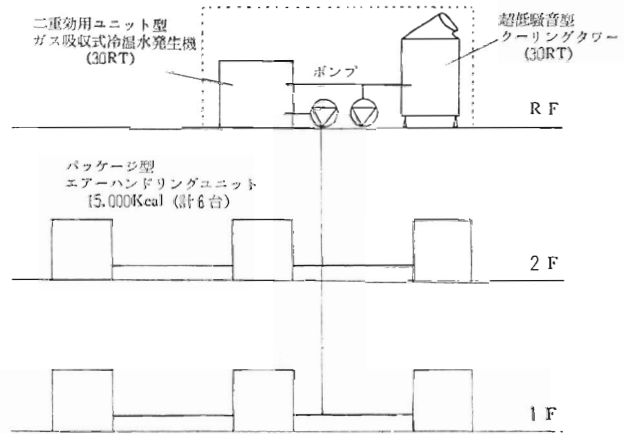 二重効用ユニット型
ガス吸収式冷温水発生機
(30RT)
ポンプ
超低騒音型
クーリングタワー
(30RT)
RF
パッケージ型
エアーハンドリングユニット
15.000Kcal (計6台)
2F
1F